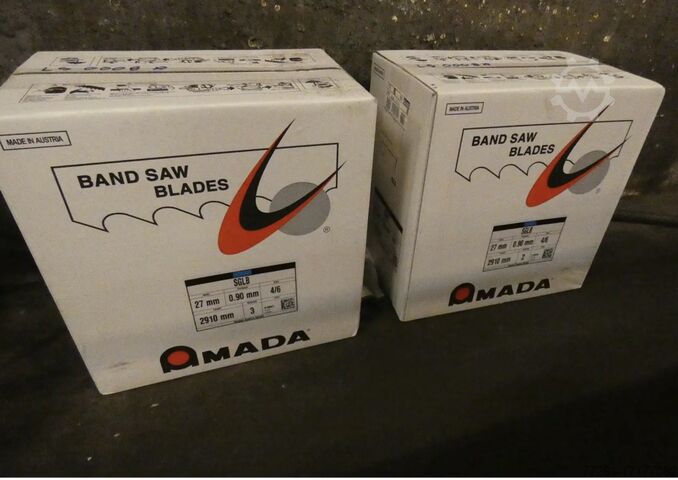 MADE IN AUSTRIA
BAND SAW
BLADES
®
SGLB
27 mm 0.90 mm 4/6
2910 mm 3
AMADA
MADE IN AUSTRIA
BAND SAW
BLADES
®
SGLB
27 mm 0.90 mm 4/6
2910 mm 2
AMADA